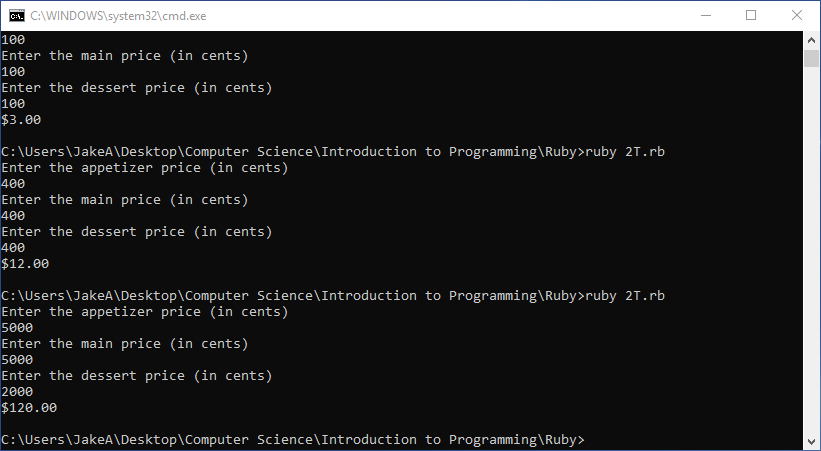 C:\WINDOWS\system32\cmd.exe
100
Enter the main price (in cents)
100
Enter the dessert price (in cents)
100
$3.00
C:\Users\JakeA\Desktop\Computer Science\Introduction to Programming\Ruby>ruby 2T.rb
Enter the appetizer price (in cents)
400
Enter the main price (in cents)
400
Enter the dessert price (in cents)
400
$12.00
C:\Users\JakeA\Desktop\Computer Science\Introduction to Programming\Ruby>ruby 2T.rb
Enter the appetizer price (in cents)
5000
Enter the main price (in cents)
5000
Enter the dessert price (in cents)
2000
$120.00
C:\Users\JakeA\Desktop\Computer Science\Introduction to Programming\Ruby>